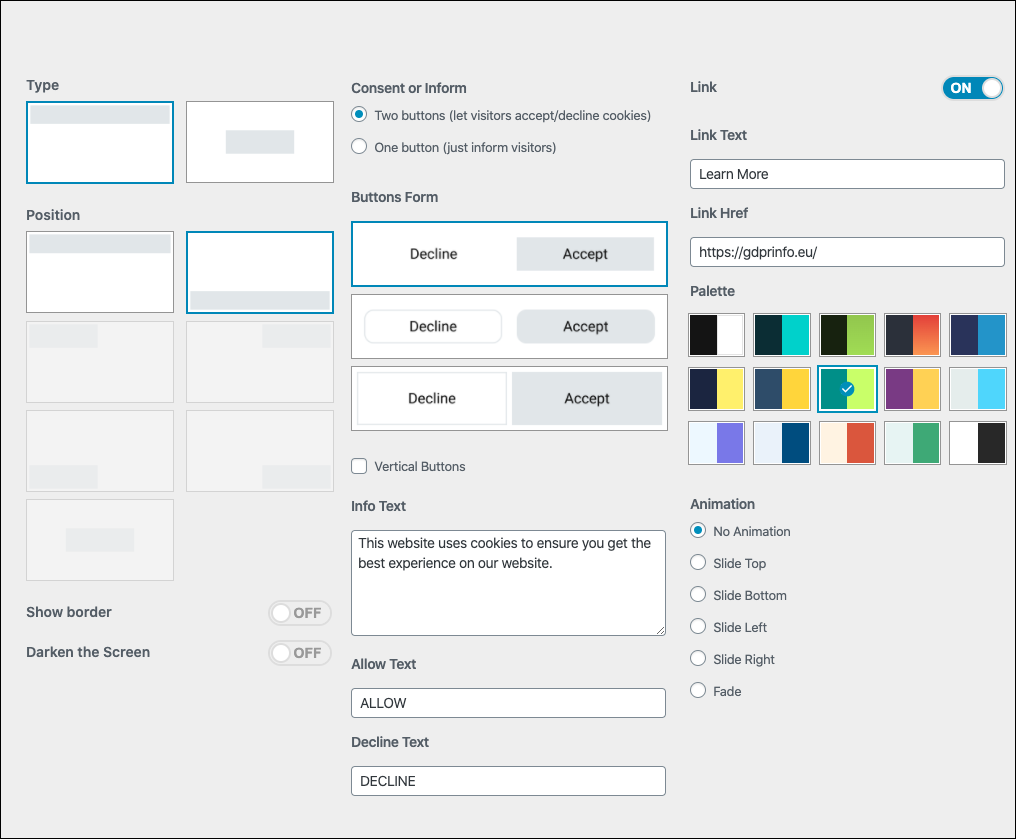 Type
Position
Show border
OFF
Darken the Screen
OFF
Consent or Inform
Two buttons (let visitors accept/decline cookies)
One button (just inform visitors)
Buttons Form
Decline
Accept
Decline
Accept
Decline
Accept
Vertical Buttons
Info Text
This website uses cookies to ensure you get the
best experience on our website.
Allow Text
ALLOW
Decline Text
DECLINE
Link
ON
Link Text
Learn More
Link Href
https://gdprinfo.eu/
Palette
Animation
No Animation
Slide Top
Slide Bottom
Slide Left
Slide Right
Fade